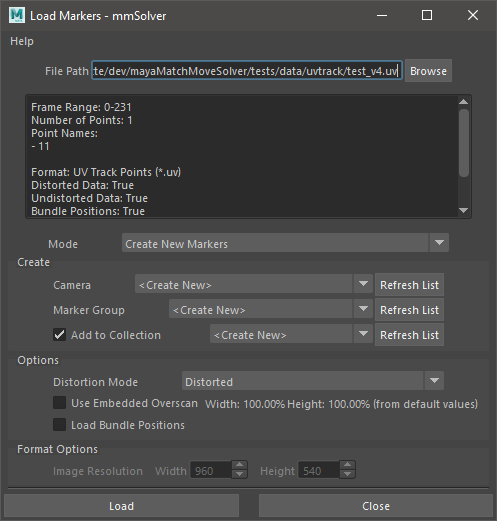 Load Markers - mmSolver
Help
File Path :te/dev/mayaMatchMoveSolver/tests/data/uvtrack/test_v4.uv Browse
Frame Range: 0-231
Number of Points: 1
Point Names:
- 11
Format: UV Track Points (*.uv)
Distorted Data: True
Undistorted Data: True
Bundle Positions: True
Mode Create New Markers
Create
Camera <Create New> Refresh List
Marker Group <Create New> Refresh List
Add to Collection <Create New> Refresh List
Options
Distortion Mode Distorted
Use Embedded Overscan Width: 100.00% Height: 100.00% (from default values)
Load Bundle Positions
Format Options
Image Resolution Width 960 Height 540
Load Close